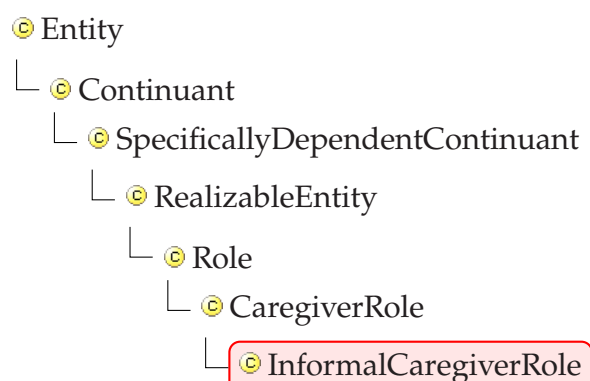 C Entity
C Continuant
C SpecificallyDependentContinuant
C RealizableEntity
C Role
C CaregiverRole
C InformalCaregiverRole